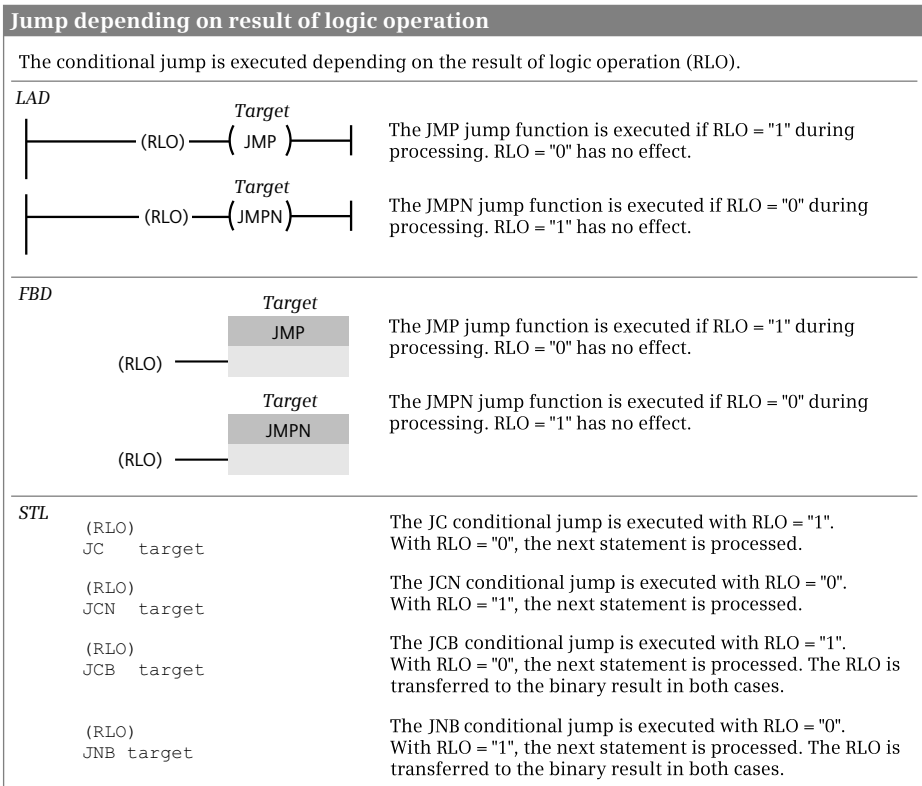 Jump depending on result of logic operation
The conditional jump is executed depending on the result of logic operation (RLO).
LAD
Target
(RLO) JMP
The JMP jump function is executed if RLO = "1" during
processing. RLO = "0" has no effect.
Target
(RLO) JMPN
The JMPN jump function is executed if RLO = "0" during
processing. RLO = "1" has no effect.
FBD
Target
JMP
(RLO)
The JMP jump function is executed if RLO = "1" during
processing. RLO = "0" has no effect.
Target
JMPN
(RLO)
The JMPN jump function is executed if RLO = "0" during
processing. RLO = "1" has no effect.
STL
(RLO)
JC target
The JC conditional jump is executed with RLO = "1".
With RLO = "0", the next statement is processed.
(RLO)
JCN target
The JCN conditional jump is executed with RLO = "0".
With RLO = "1", the next statement is processed.
(RLO)
JCB target
The JCB conditional jump is executed with RLO = "1".
With RLO = "0", the next statement is processed. The RLO is
transferred to the binary result in both cases.
(RLO)
JNB target
The JNB conditional jump is executed with RLO = "0".
With RLO = "1", the next statement is processed. The RLO is
transferred to the binary result in both cases.